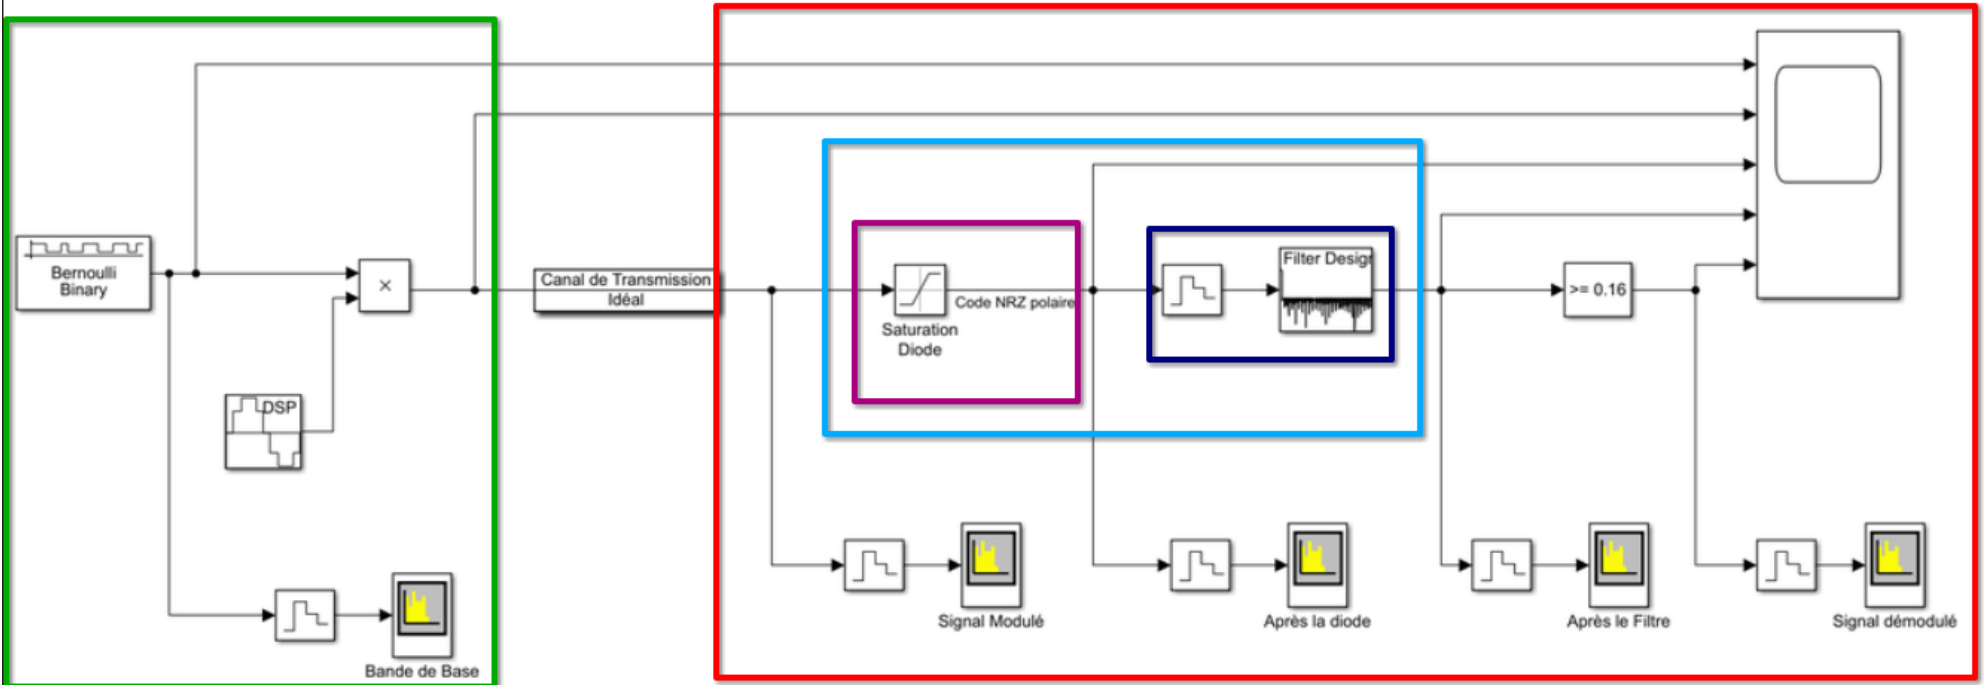 Bernoulli
Binary
×
DSP
Bande de Base
Canal de Transmission
Idéal
Saturation
Diode
Code NRZ polaire
Filter Design
>= 0.16
Signal Modulé
Après la diode
Après le Filtre
Signal démodulé